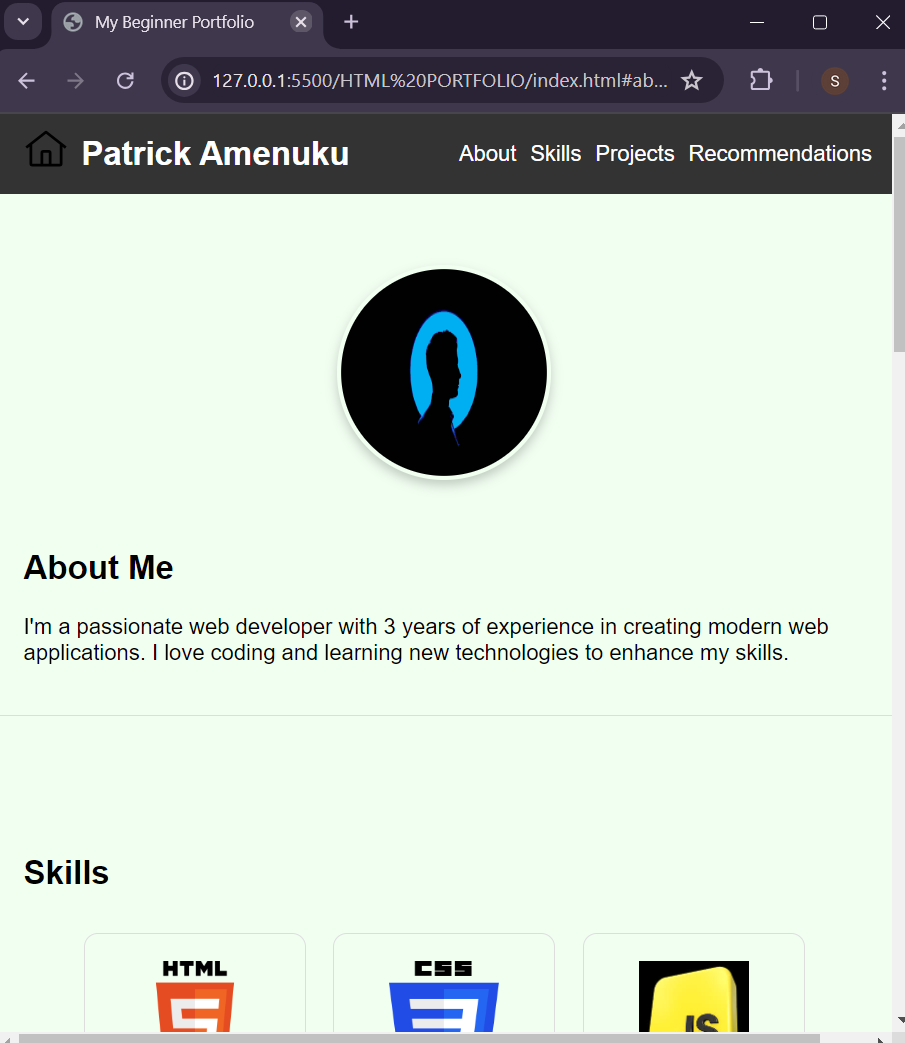 My Beginner Portfolio
127.0.0.1:5500/HTML%20PORTFOLIO/index.html#ab...
S
Patrick Amenuku
About Skills Projects Recommendations
About Me
I'm a passionate web developer with 3 years of experience in creating modern web
applications. I love coding and learning new technologies to enhance my skills.
Skills
HTML CSS
JS